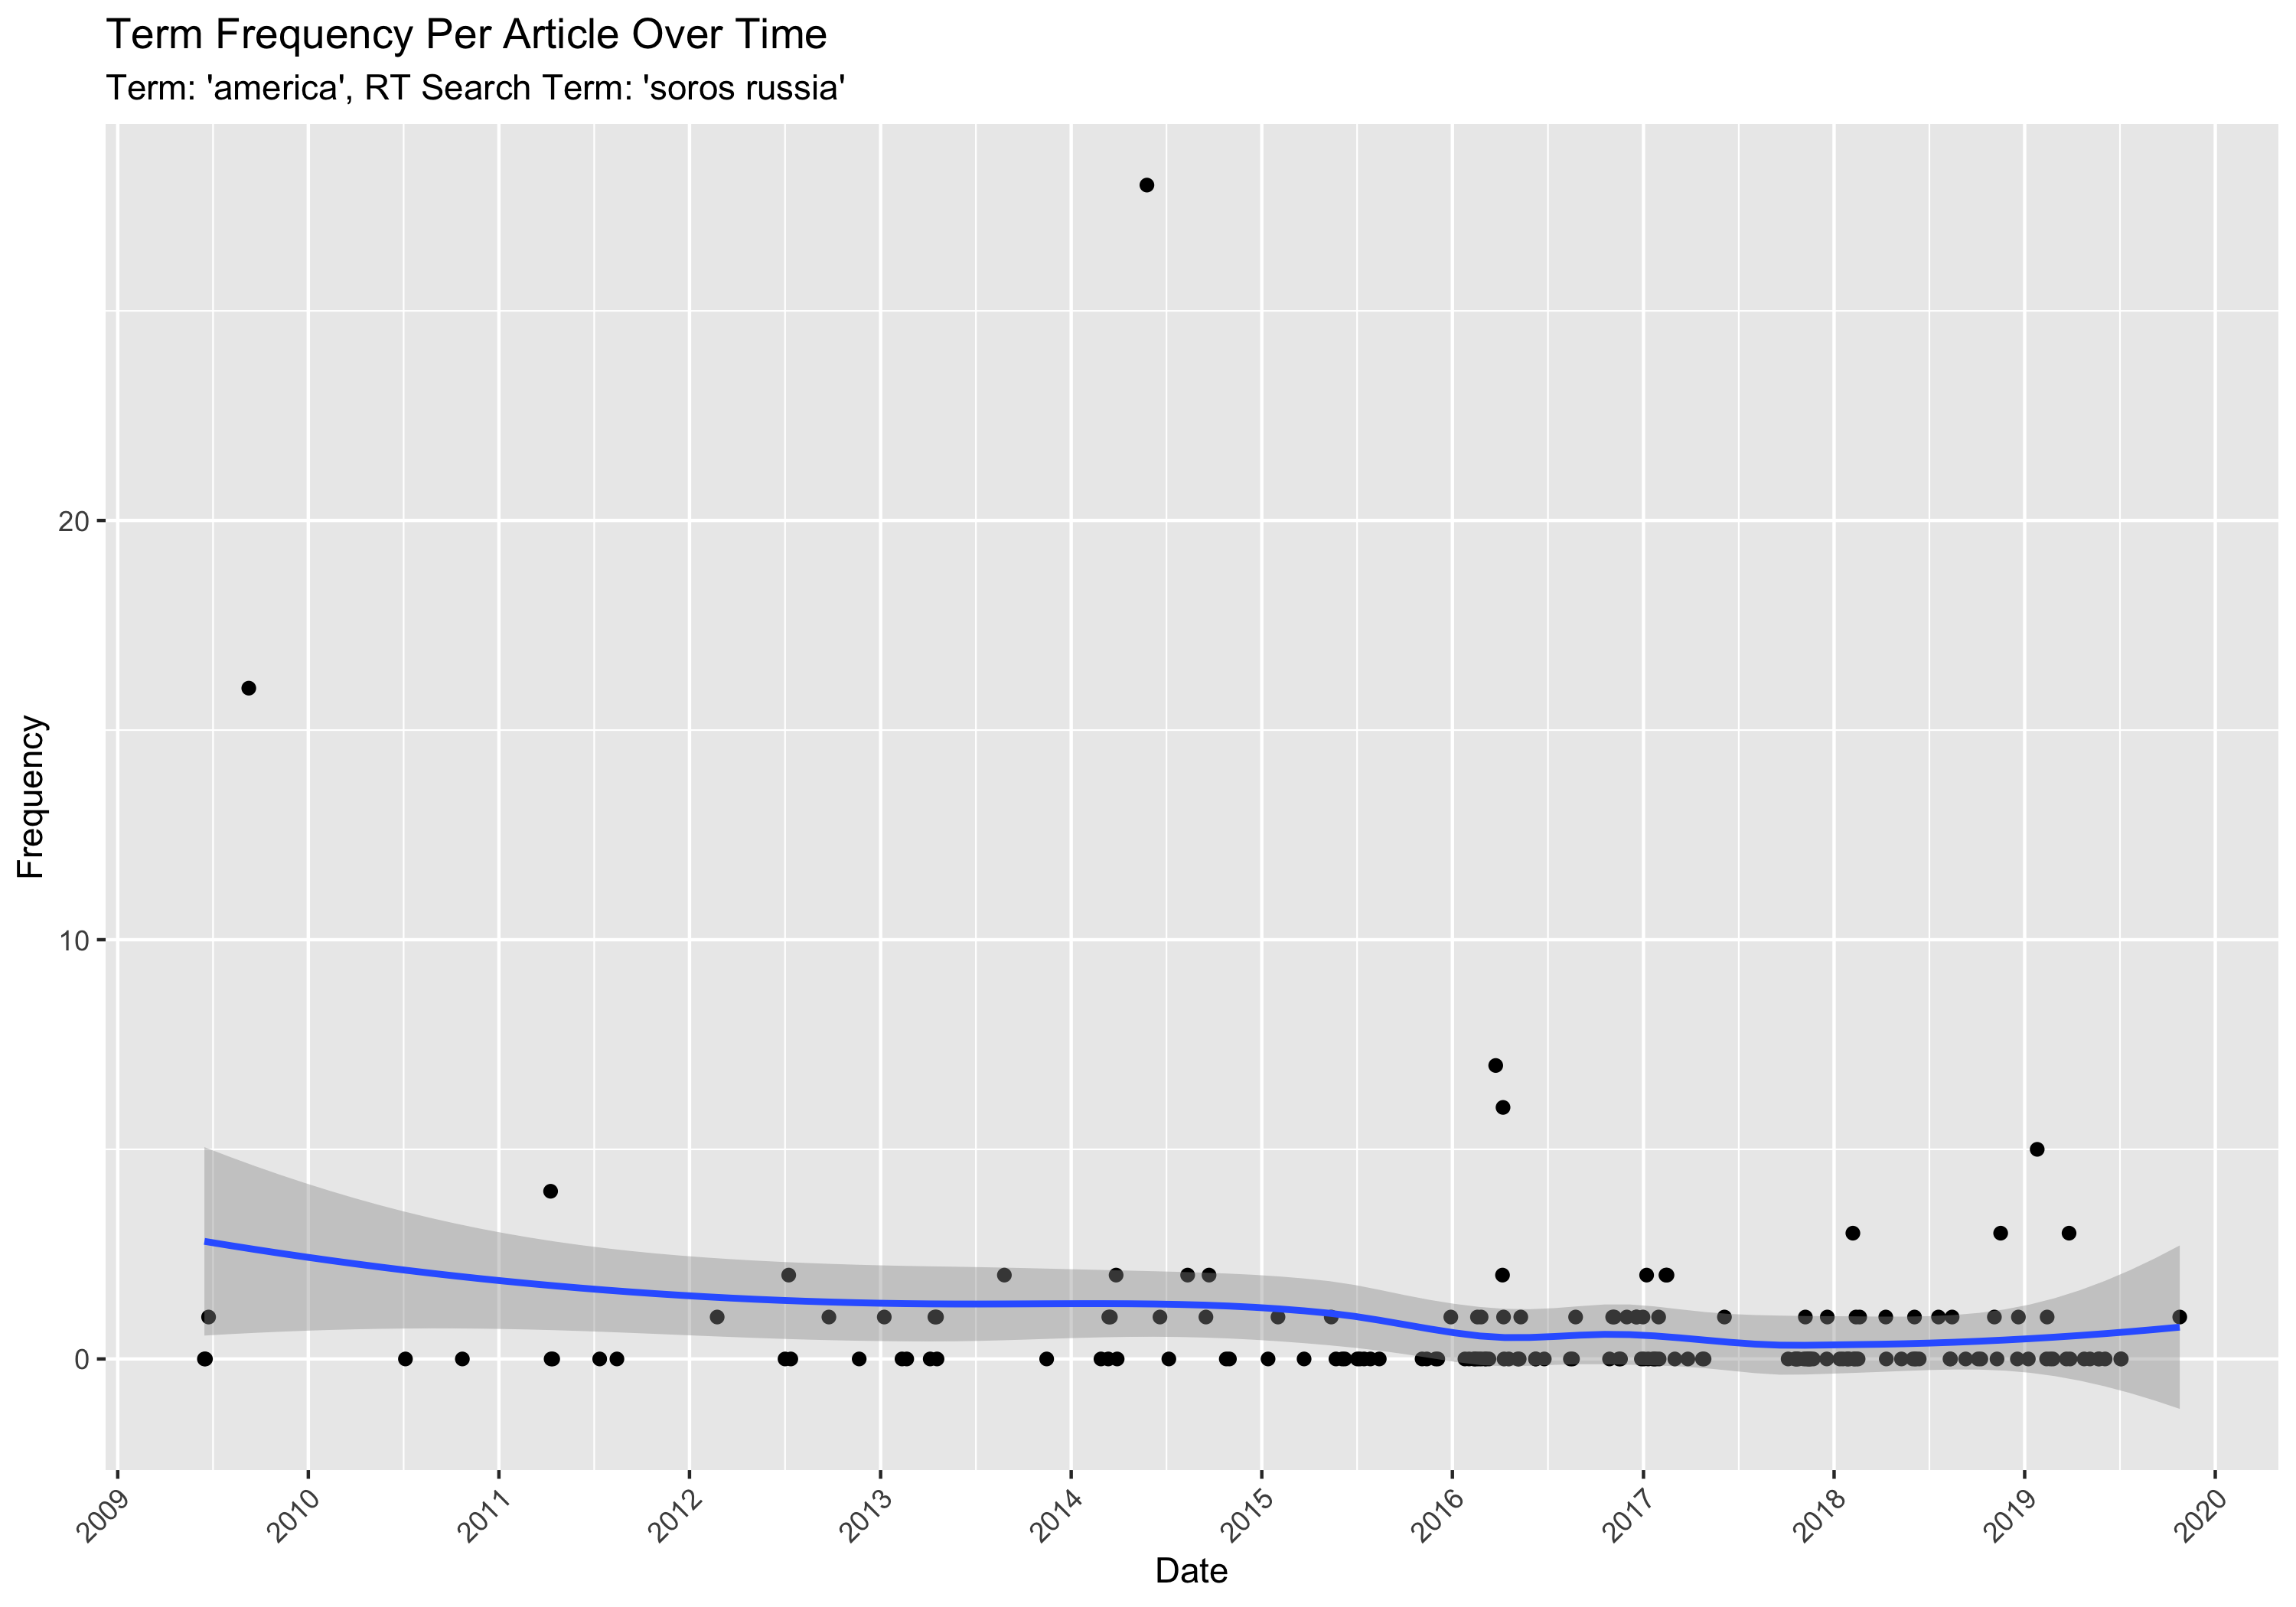 Term Frequency Per Article Over Time
Term: 'america', RT Search Term: 'soros russia'
Frequency
20
10
0
2009 2010 2011 2012 2013 2014 2015 2016 2017 2018 2019 2020
Date